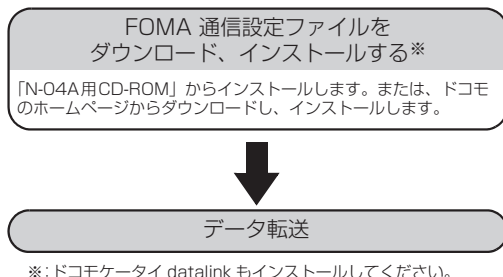 FOMA 通信設定ファイルを
ダウンロード、インストールする※
「N-04A用CD-ROM」からインストールします。または、ドコモ
のホームページからダウンロードし、インストールします。
データ転送
※：ドコモケータイ datalink もインストールしてください。